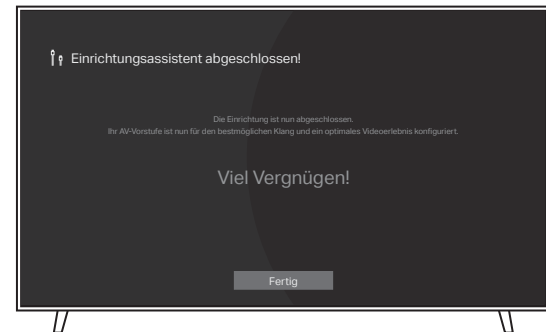 Einrichtungsassistent abgeschlossen!
Die Einrichtung ist nun abgeschlossen.
Ihr AV-Vorstufe ist nun für den bestmöglichen Klang und ein optimales Videoerlebnis konfiguriert.
Viel Vergnügen!
Fertig